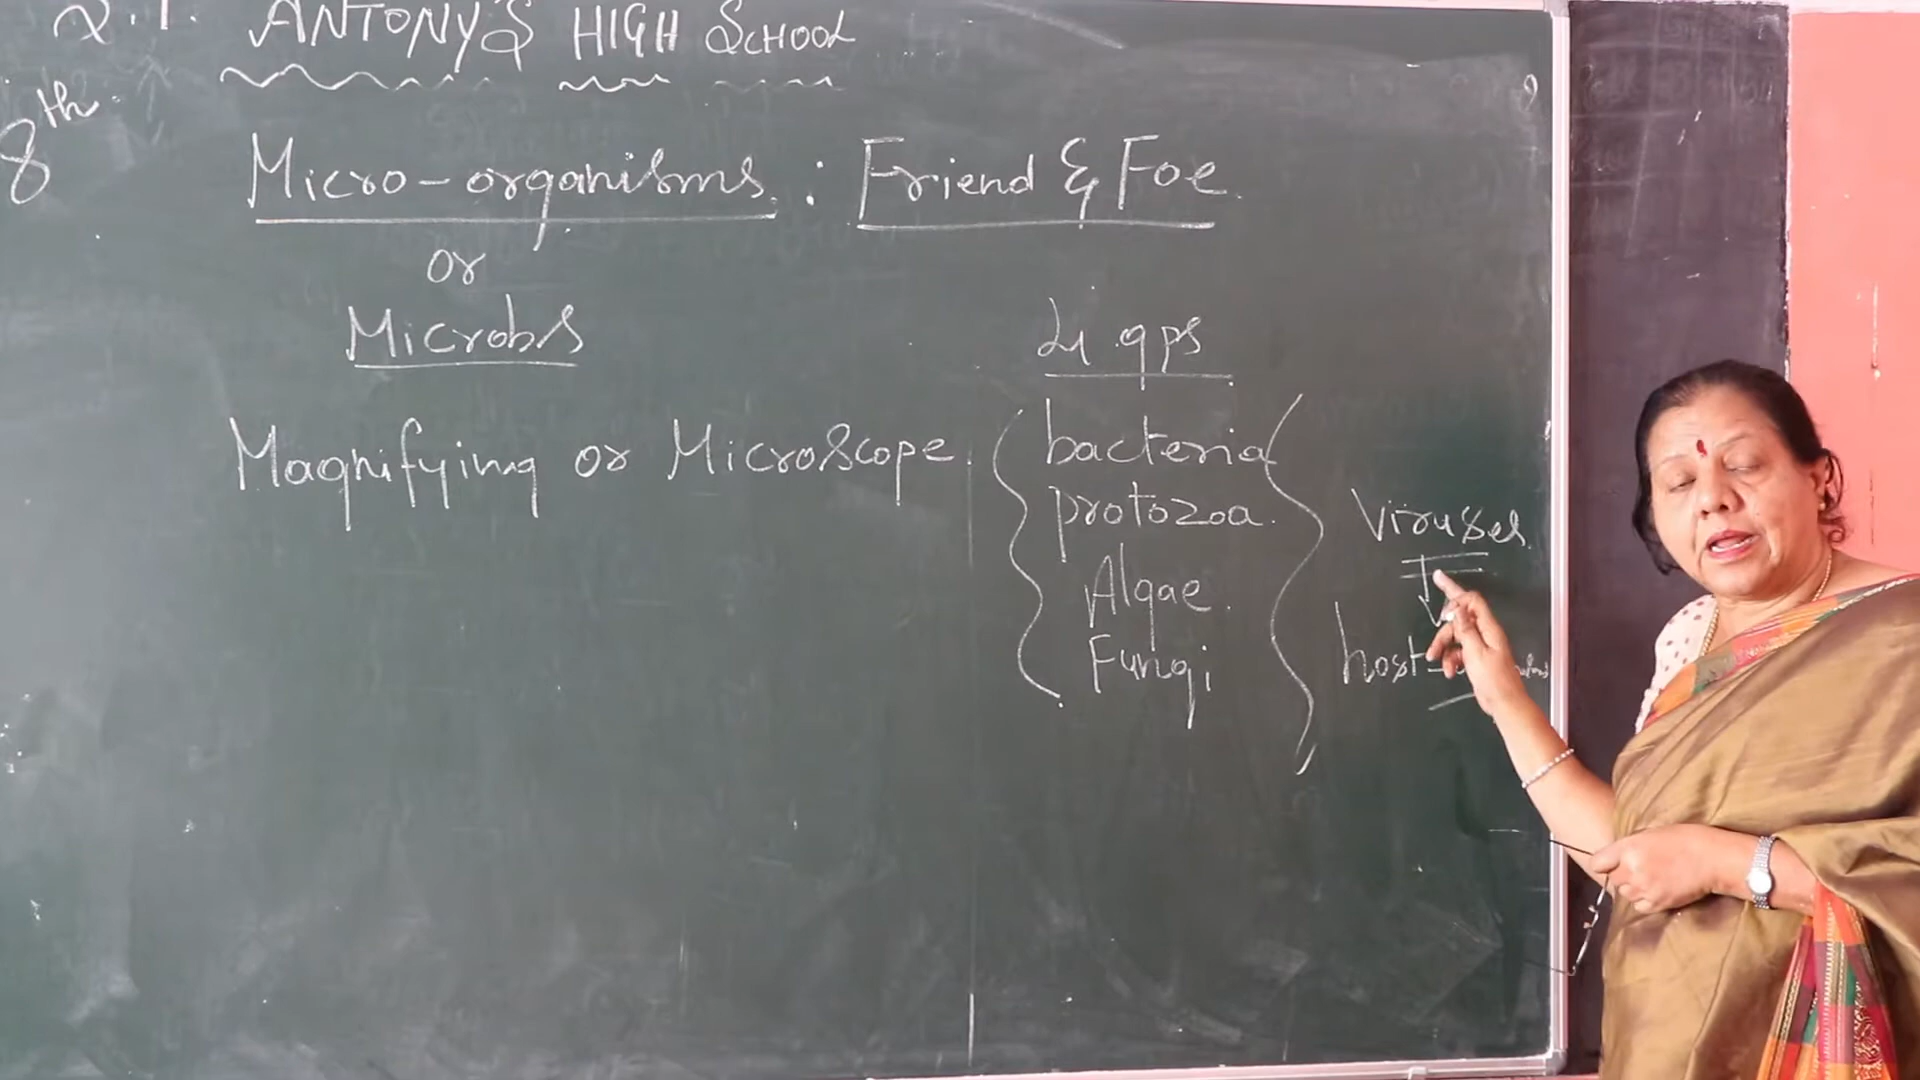 ANTONY'S HIGH SCHOOL
8th.
Micro-organisms : Friend & Foe
or
Microbs
4 gps
Magnifying or Microscope.
bacteria
protozoa.
Algae.
Fungi
Viruses
host